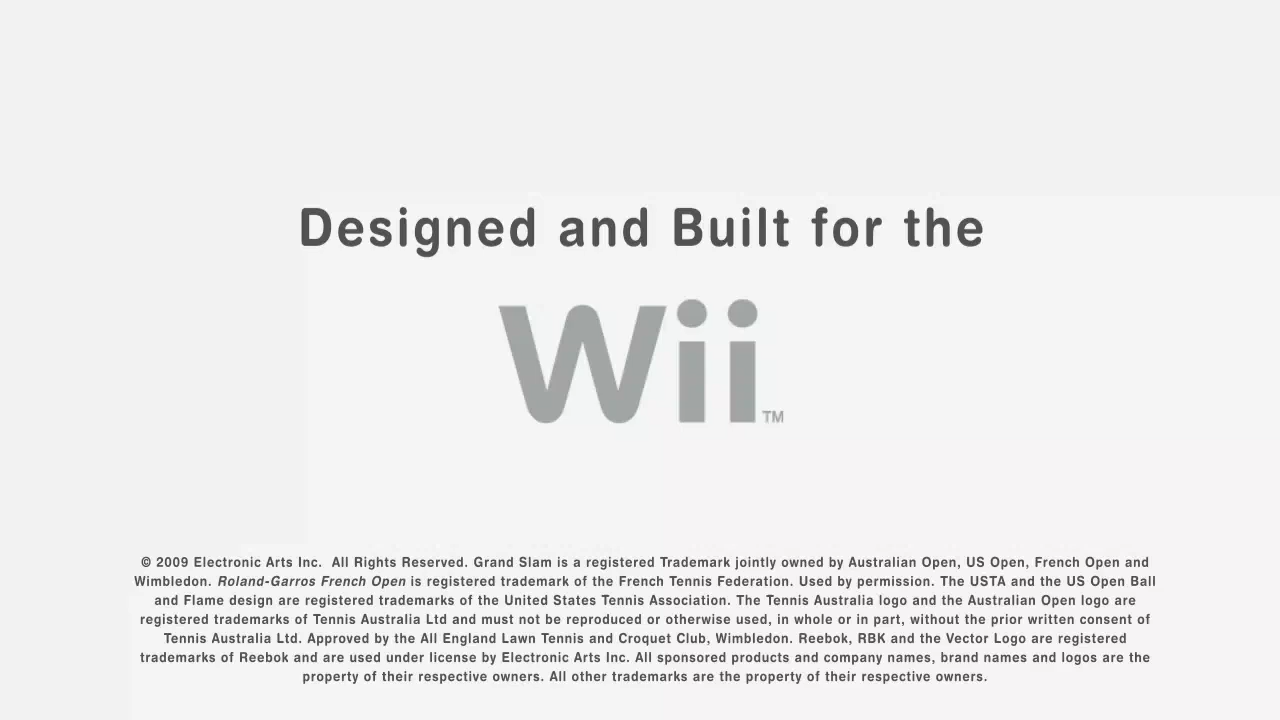 Designed and Built for the
Wii™
© 2009 Electronic Arts Inc.  All Rights Reserved. Grand Slam is a registered Trademark jointly owned by Australian Open, US Open, French Open and
Wimbledon. Roland-Garros French Open is registered trademark of the French Tennis Federation. Used by permission. The USTA and the US Open Ball
and Flame design are registered trademarks of the United States Tennis Association. The Tennis Australia logo and the Australian Open logo are
registered trademarks of Tennis Australia Ltd and must not be reproduced or otherwise used, in whole or in part, without the prior written consent of
Tennis Australia Ltd. Approved by the All England Lawn Tennis and Croquet Club, Wimbledon. Reebok, RBK and the Vector Logo are registered
trademarks of Reebok and are used under license by Electronic Arts Inc. All sponsored products and company names, brand names and logos are the
property of their respective owners. All other trademarks are the property of their respective owners.